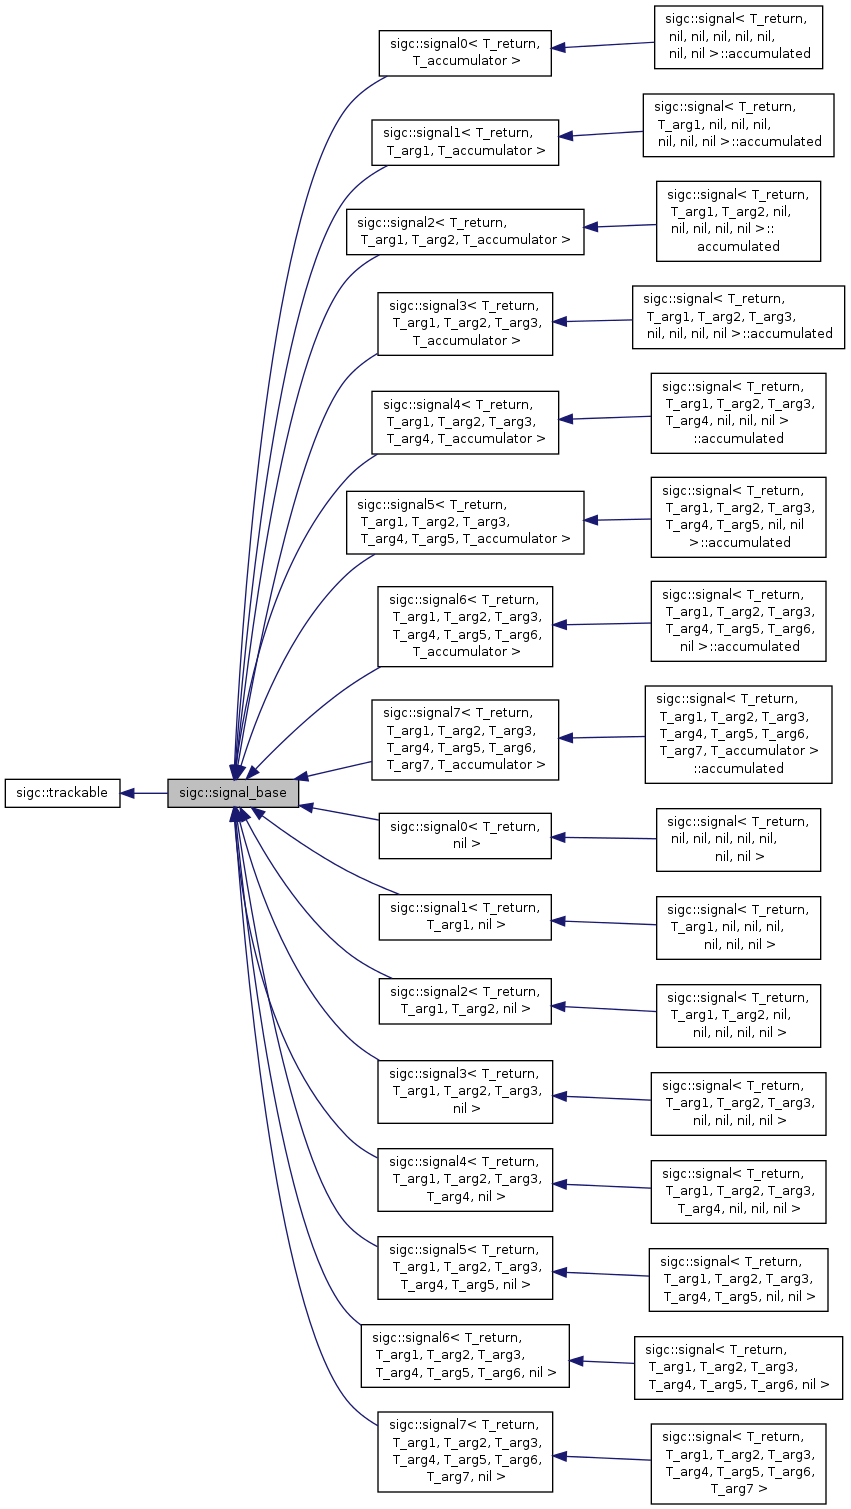 sigc::trackable
sigc::signal_base
sigc::signal0< T_return,
T_accumulator >
sigc::signal< T_return,
nil, nil, nil, nil, nil,
nil, nil >::accumulated
sigc::signal1< T_return,
T_arg1, T_accumulator >
sigc::signal< T_return,
T_arg1, nil, nil, nil,
nil, nil, nil >::accumulated
sigc::signal2< T_return,
T_arg1, T_arg2, T_accumulator >
sigc::signal< T_return,
T_arg1, T_arg2, nil,
nil, nil, nil, nil >::
accumulated
sigc::signal3< T_return,
T_arg1, T_arg2, T_arg3,
T_accumulator >
sigc::signal< T_return,
T_arg1, T_arg2, T_arg3,
nil, nil, nil, nil >::accumulated
sigc::signal4< T_return,
T_arg1, T_arg2, T_arg3,
T_arg4, T_accumulator >
sigc::signal< T_return,
T_arg1, T_arg2, T_arg3,
T_arg4, nil, nil, nil >
::accumulated
sigc::signal5< T_return,
T_arg1, T_arg2, T_arg3,
T_arg4, T_arg5, T_accumulator >
sigc::signal< T_return,
T_arg1, T_arg2, T_arg3,
T_arg4, T_arg5, nil, nil
>::accumulated
sigc::signal6< T_return,
T_arg1, T_arg2, T_arg3,
T_arg4, T_arg5, T_arg6,
T_accumulator >
sigc::signal< T_return,
T_arg1, T_arg2, T_arg3,
T_arg4, T_arg5, T_arg6,
nil >::accumulated
sigc::signal7< T_return,
T_arg1, T_arg2, T_arg3,
T_arg4, T_arg5, T_arg6,
T_arg7, T_accumulator >
sigc::signal< T_return,
T_arg1, T_arg2, T_arg3,
T_arg4, T_arg5, T_arg6,
T_arg7, T_accumulator >
::accumulated
sigc::signal0< T_return,
nil >
sigc::signal< T_return,
nil, nil, nil, nil, nil,
nil, nil >
sigc::signal1< T_return,
T_arg1, nil >
sigc::signal< T_return,
T_arg1, nil, nil, nil,
nil, nil, nil >
sigc::signal2< T_return,
T_arg1, T_arg2, nil >
sigc::signal< T_return,
T_arg1, T_arg2, nil,
nil, nil, nil, nil >
sigc::signal3< T_return,
T_arg1, T_arg2, T_arg3,
nil >
sigc::signal< T_return,
T_arg1, T_arg2, T_arg3,
nil, nil, nil, nil >
sigc::signal4< T_return,
T_arg1, T_arg2, T_arg3,
T_arg4, nil >
sigc::signal< T_return,
T_arg1, T_arg2, T_arg3,
T_arg4, nil, nil, nil >
sigc::signal5< T_return,
T_arg1, T_arg2, T_arg3,
T_arg4, T_arg5, nil >
sigc::signal< T_return,
T_arg1, T_arg2, T_arg3,
T_arg4, T_arg5, nil, nil >
sigc::signal6< T_return,
T_arg1, T_arg2, T_arg3,
T_arg4, T_arg5, T_arg6, nil >
sigc::signal< T_return,
T_arg1, T_arg2, T_arg3,
T_arg4, T_arg5, T_arg6, nil >
sigc::signal7< T_return,
T_arg1, T_arg2, T_arg3,
T_arg4, T_arg5, T_arg6,
T_arg7, nil >
sigc::signal< T_return,
T_arg1, T_arg2, T_arg3,
T_arg4, T_arg5, T_arg6,
T_arg7 >